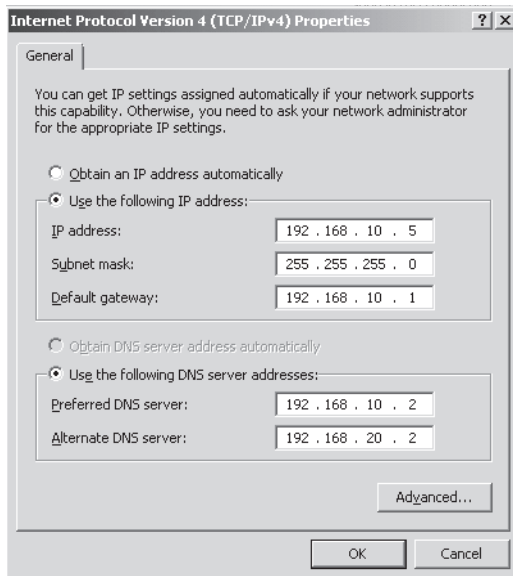 Internet Protocol Version 4 (TCP/IPv4) Properties
General
You can get IP settings assigned automatically if your network supports
this capability. Otherwise, you need to ask your network administrator
for the appropriate IP settings.
Obtain an IP address automatically
Use the following IP address:
IP address: 192 . 168 . 10 . 5
Subnet mask: 255 . 255 . 255 . 0
Default gateway: 192 . 168 . 10 . 1
Obtain DNS server address automatically
Use the following DNS server addresses:
Preferred DNS server: 192 . 168 . 10 . 2
Alternate DNS server: 192 . 168 . 20 . 2
Advanced...
OK Cancel